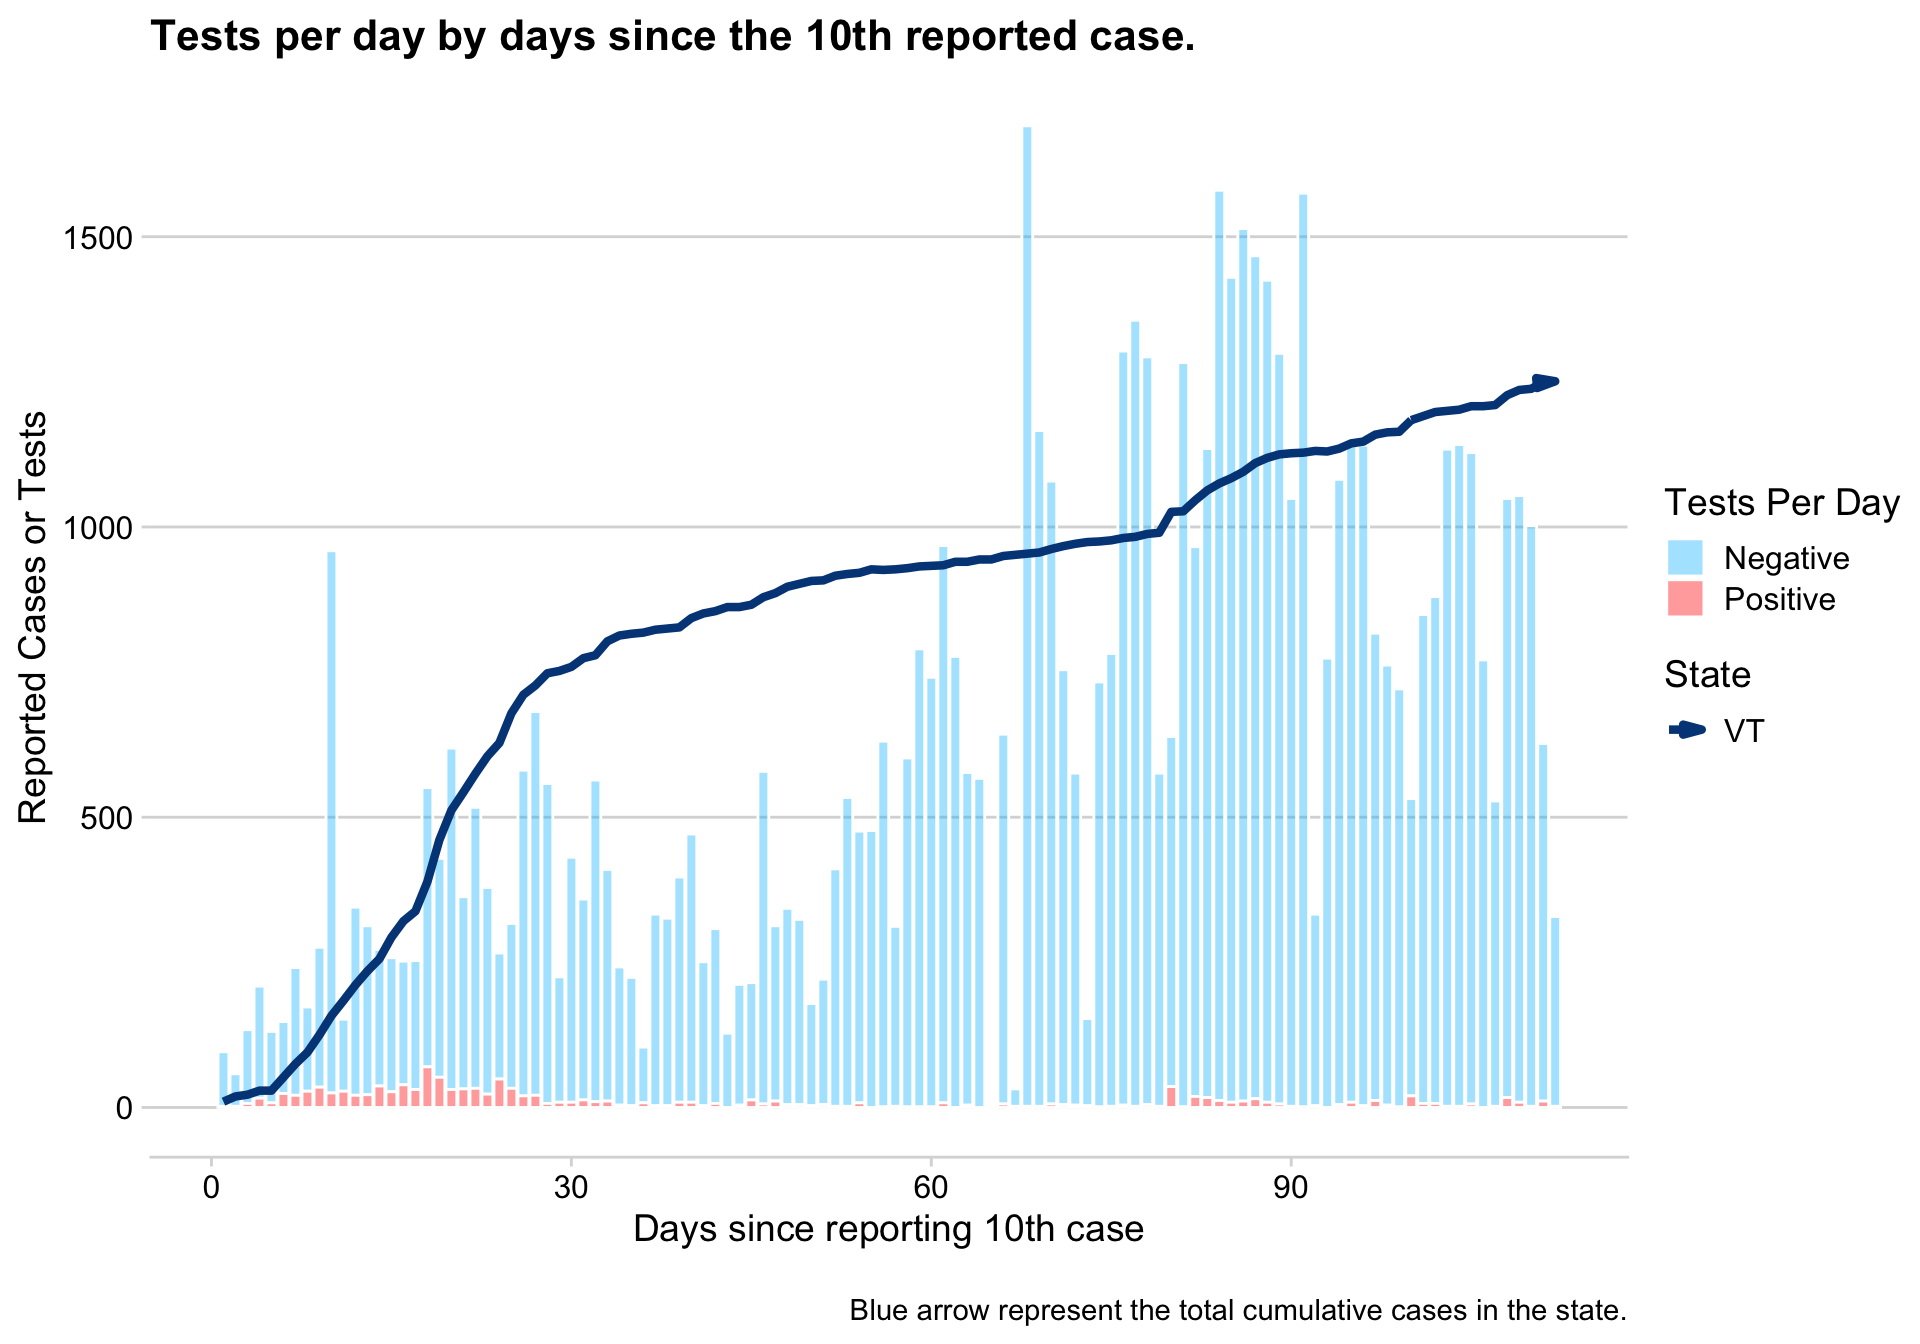 Tests per day by days since the 10th reported case.
Reported Cases or Tests
1500
1000
500
0
0 30 60 90
Days since reporting 10th case
Tests Per Day
Negative
Positive
State
VT
Blue arrow represent the total cumulative cases in the state.